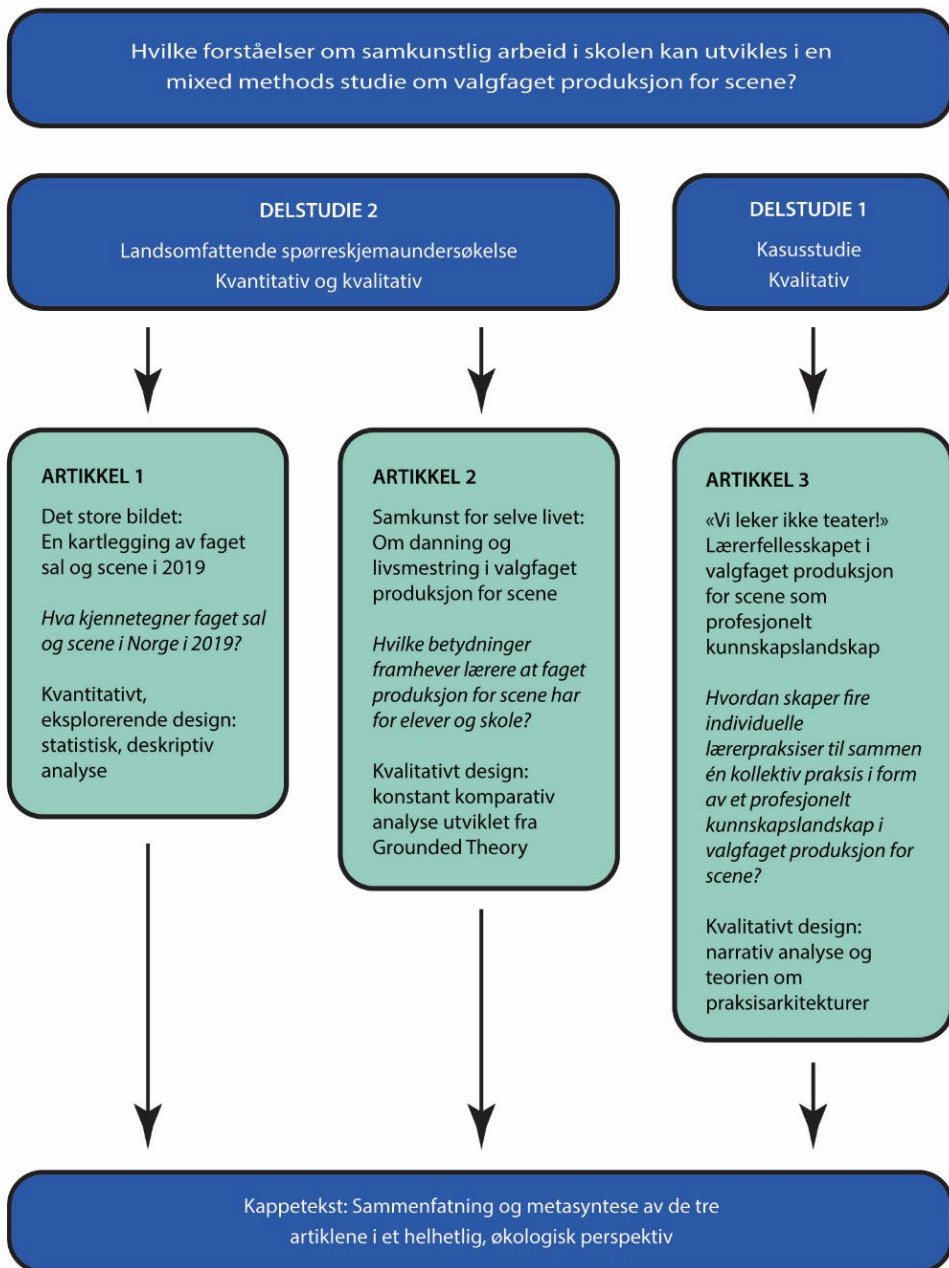 Hvilke forståelser om samkunstlig arbeid i skolen kan utvikles i en
mixed methods studie om valgfaget produksjon for scene?
DELSTUDIE 2
Landsomfattende spørreskjemaundersøkelse
Kvantitativ og kvalitativ
DELSTUDIE 1
Kasusstudie
Kvalitativ
ARTIKKEL 1
Det store bildet:
En kartlegging av faget
sal og scene i 2019
Hva kjennetegner faget sal
og scene i Norge i 2019?
Kvantitativt,
eksplorerende design:
statistisk, deskriptiv
analyse
ARTIKKEL 2
Samkunst for selve livet:
Om danning og
livsmestring i valgfaget
produksjon for scene
Hvilke betydninger
framhever lærere at faget
produksjon for scene har
for elever og skole?
Kvalitativt design:
konstant komparativ
analyse utviklet fra
Grounded Theory
ARTIKKEL 3
«Vi leker ikke teater!»
Lærerfellesskapet i
valgfaget produksjon
for scene som
profesjonelt
kunnskapslandskap
Hvordan skaper fire
individuelle
lærerpraksiser til sammen
én kollektiv praksis i form
av et profesjonelt
kunnskapslandskap i
valgfaget produksjon for
scene?
Kvalitativt design:
narrativ analyse og
teorien om
praksisarkitekturer
Kappetekst: Sammenfatning og metasyntese av de tre
artiklene i et helhetlig, økologisk perspektiv